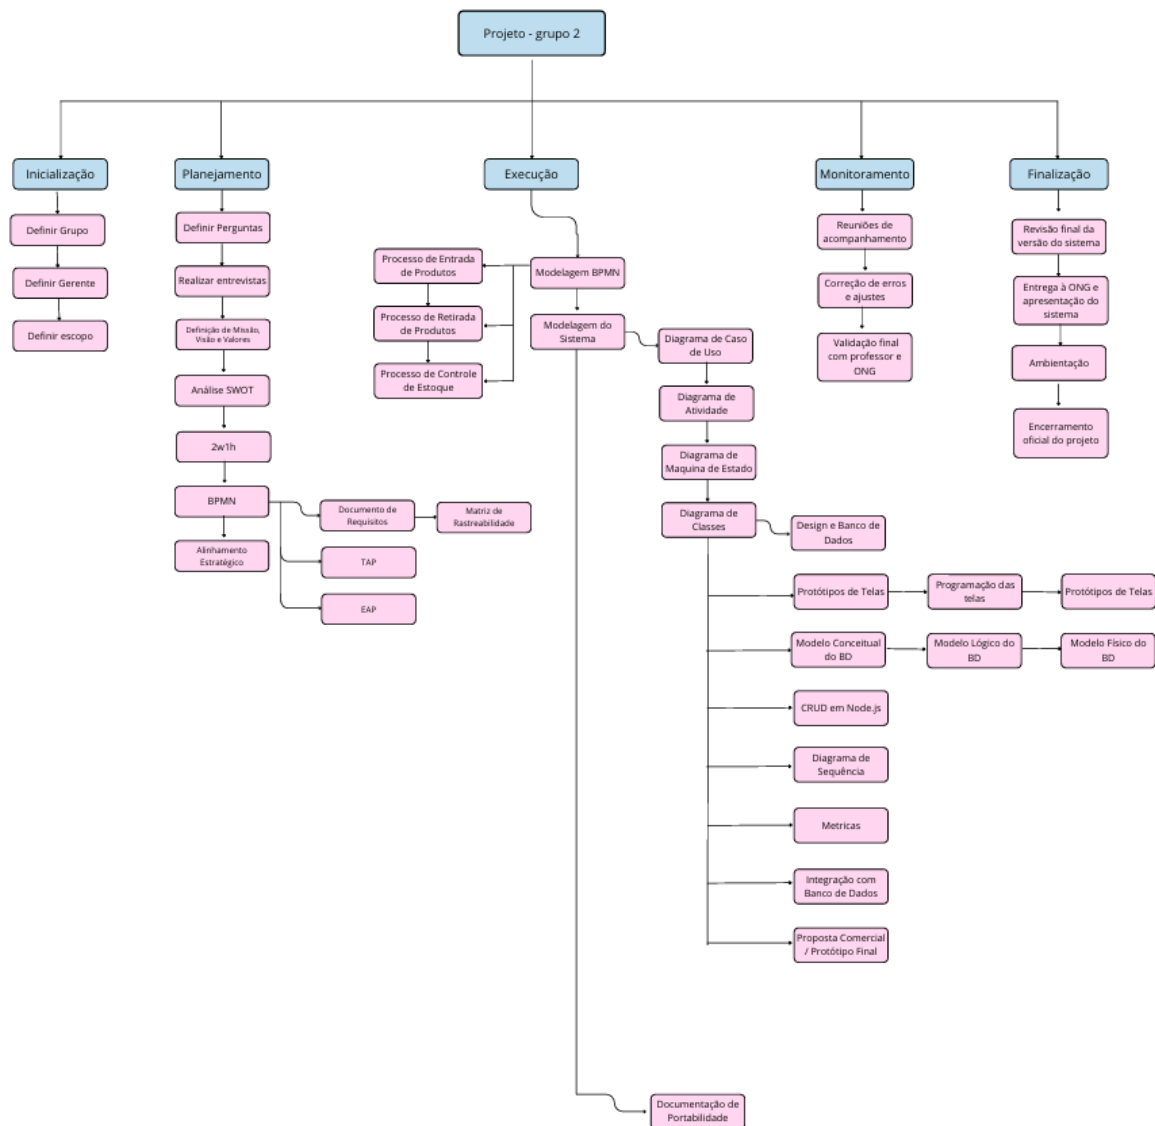 Projeto - grupo 2
Inicialização
Planejamento
Execução
Monitoramento
Finalização
Definir Grupo
Definir Gerente
Definir escopo
Definir Perguntas
Realizar entrevistas
Definição de Missão,
Visão e Valores
Análise SWOT
2w1h
BPMN
Alinhamento
Estratégico
Documento de
Requisitos
Matriz de
Rastreabilidade
TAP
EAP
Processo de Entrada
de Produtos
Processo de Retirada
de Produtos
Processo de Controle
de Estoque
Modelagem BPMN
Modelagem do
Sistema
Diagrama de Caso
de Uso
Diagrama de
Atividade
Diagrama de
Maquina de Estado
Diagrama de
Classes
Design e Banco de
Dados
Protótipos de Telas
Programação das
telas
Protótipos de Telas
Modelo Conceitual
do BD
Modelo Lógico do
BD
Modelo Físico do
BD
CRUD em Node.js
Diagrama de
Sequência
Metricas
Integração com
Banco de Dados
Proposta Comercial
/ Protótipo Final
Documentação de
Portabilidade
Reuniões de
acompanhamento
Correção de erros
e ajustes
Validação final
com professor e
ONG
Revisão final da
versão do sistema
Entrega à ONG e
apresentação do
sistema
Ambientação
Encerramento
oficial do projeto